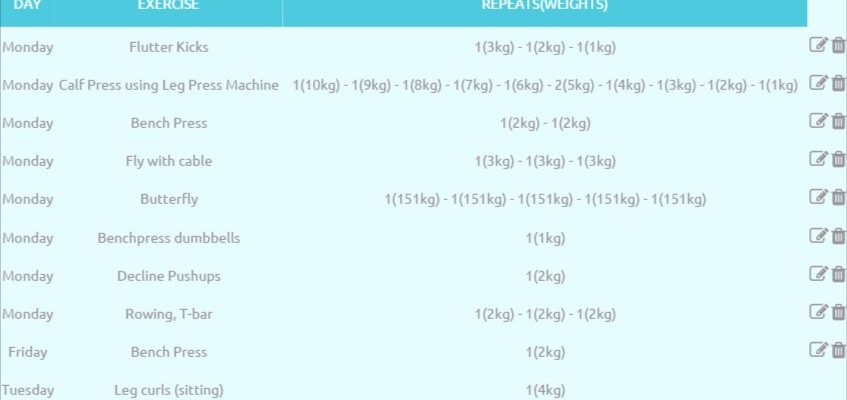 DAY EXERCISE REPEATS(WEIGHTS)
Monday Flutter Kicks 1(3kg) - 1(2kg) - 1(1kg)
Monday Calf Press using Leg Press Machine 1(10kg) - 1(9kg) - 1(8kg) - 1(7kg) - 1(6kg) - 2(5kg) - 1(4kg) - 1(3kg) - 1(2kg) - 1(1kg)
Monday Bench Press 1(2kg) - 1(2kg)
Monday Fly with cable 1(3kg) - 1(3kg) - 1(3kg)
Monday Butterfly 1(151kg) - 1(151kg) - 1(151kg) - 1(151kg) - 1(151kg)
Monday Benchpress dumbbells 1(1kg)
Monday Decline Pushups 1(2kg)
Monday Rowing, T-bar 1(2kg) - 1(2kg) - 1(2kg)
Friday Bench Press 1(2kg)
Tuesday Leg curls (sitting) 1(4kg)